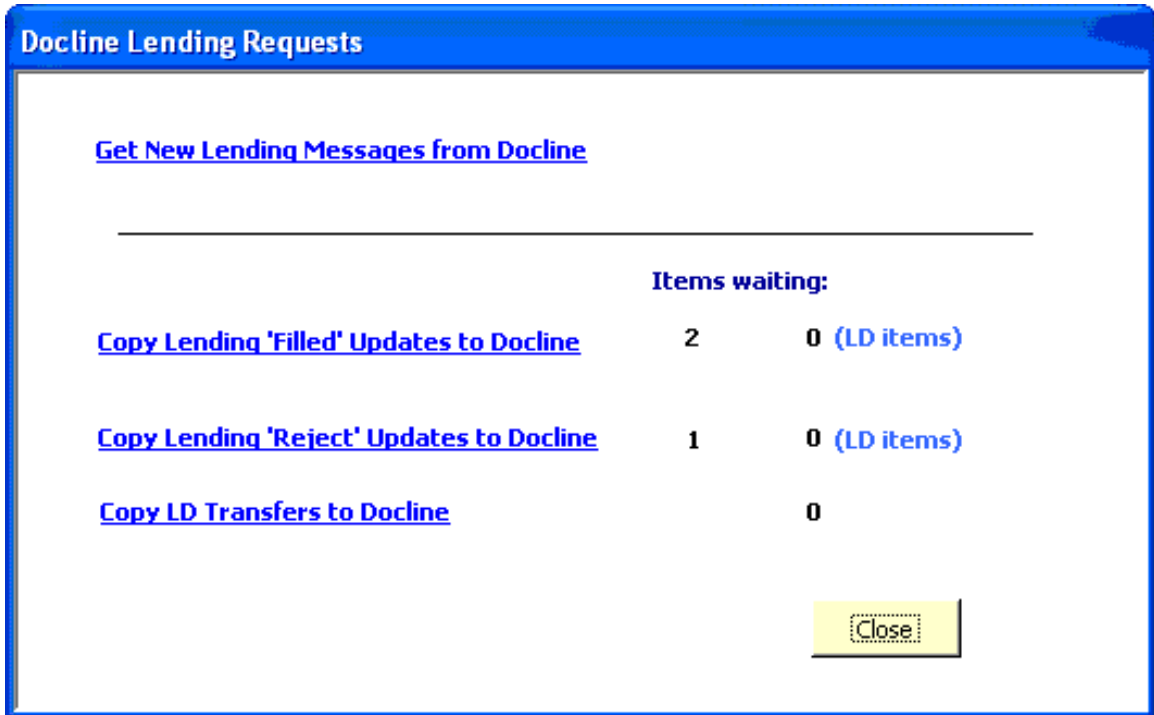 Docline Lending Requests
Get New Lending Messages from Docline
Items waiting:
Copy Lending 'Filled' Updates to Docline 2 0 (LD items)
Copy Lending 'Reject' Updates to Docline 1 0 (LD items)
Copy LD Transfers to Docline 0
Close